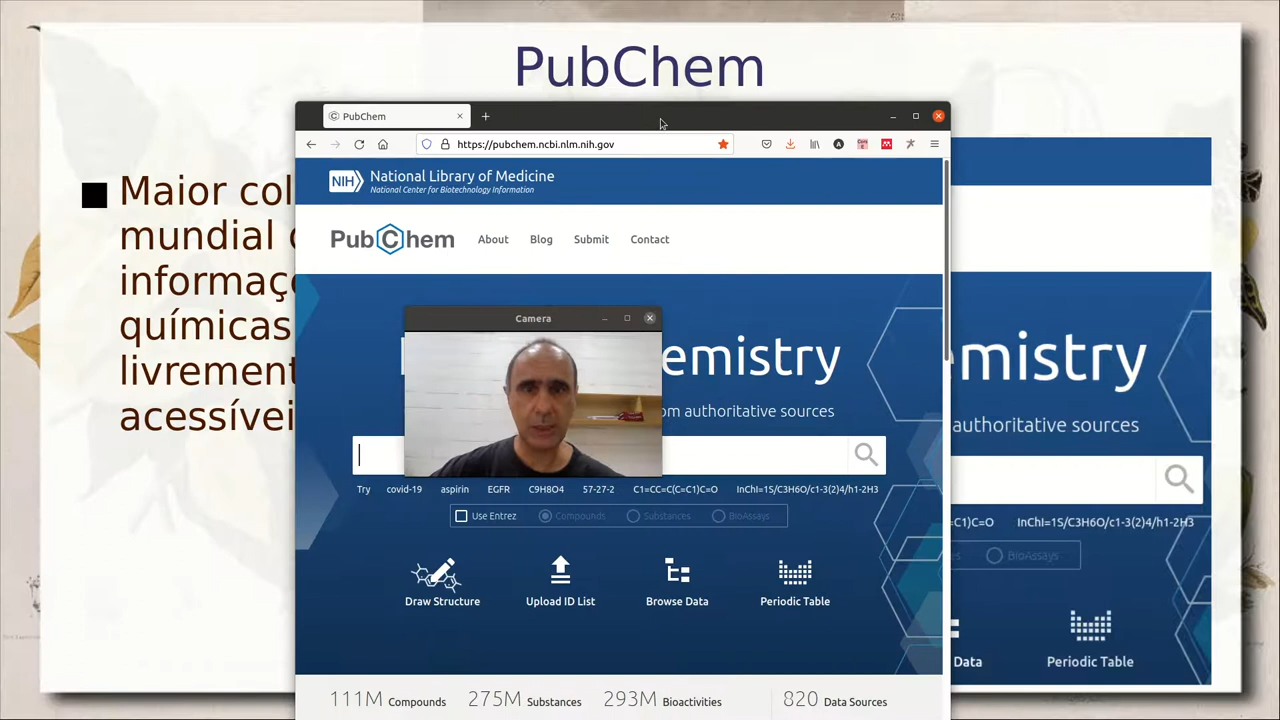 PubChem
Maior col
mundial
informaç
químicas
livrement
acessívei
PubChem
https://pubchem.ncbi.nlm.nih.gov
NIH National Library of Medicine
National Center for Biotechnology Information
PubChem About Blog Submit Contact
Camera
emistry
om authoritative sources
Try covid-19 aspirin EGFR C9H8O4 57-27-2 C1=CC=C(C=C1)C=O InChI=1S/C3H6O/c1-3(2)4/h1-2H3
Use Entrez Compounds Substances BioAssays
Draw Structure Upload ID List Browse Data Periodic Table
111M Compounds 275M Substances 293M Bioactivities 820 Data Sources
mistry
authoritative sources
=C1)C=O InChI=1S/C3H6O/c1-3(2)4/h1-2H3
es BioAssays
Data Periodic Table